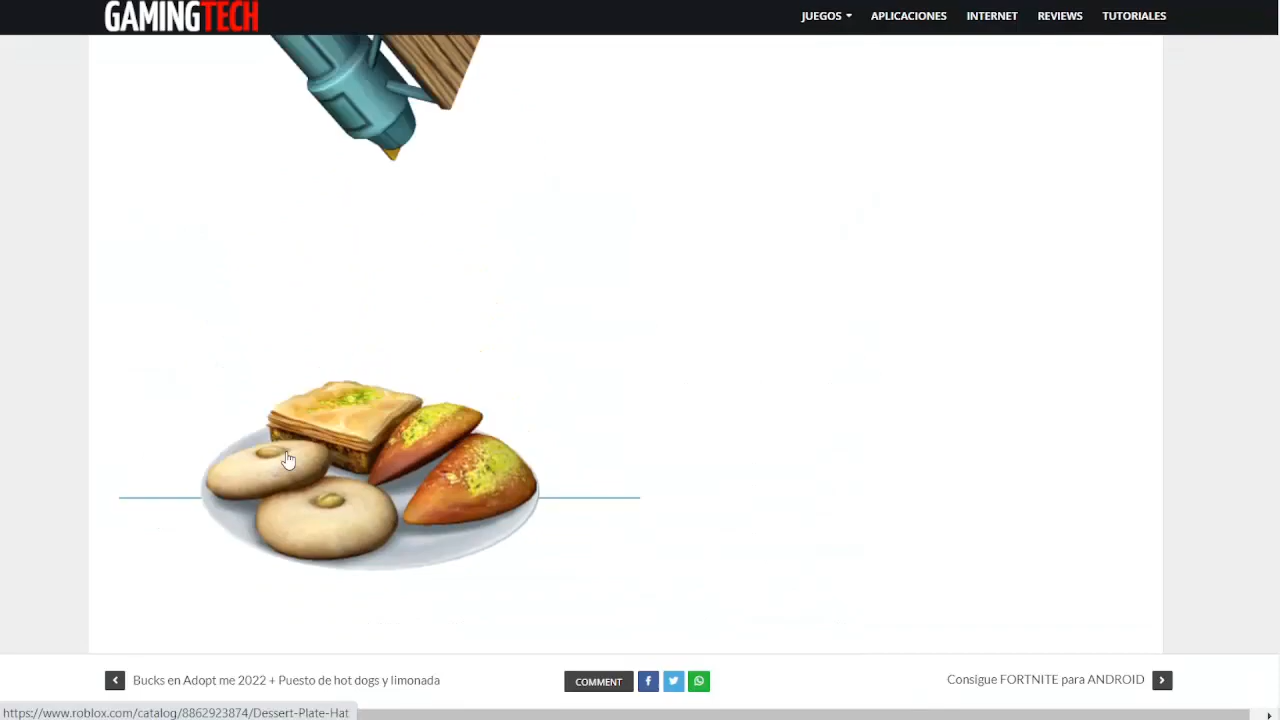 GAMINGTECH
JUEGOS APLICACIONES INTERNET REVIEWS TUTORIALES
Bucks en Adopt me 2022 + Puesto de hot dogs y limonada
COMMENT
Consigue FORTNITE para ANDROID
https://www.roblox.com/catalog/8862923874/Dessert-Plate-Hat